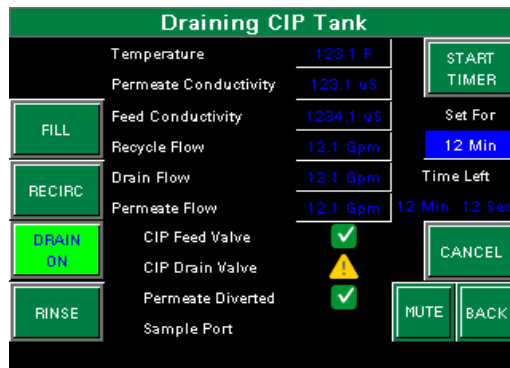 Draining CIP Tank
Temperature 123.1 F
START TIMER
Permeate Conductivity 123.1 uS
Feed Conductivity 1234.1 uS
Set For
FILL
Recycle Flow 12.1 Gpm
12 Min
Drain Flow 12.1 Gpm
Time Left
RECIRC
Permeate Flow 12.1 Gpm
12 Min 12 Sec
DRAIN ON
CIP Feed Valve
CANCEL
CIP Drain Valve
Permeate Diverted
RINSE
MUTE
BACK
Sample Port